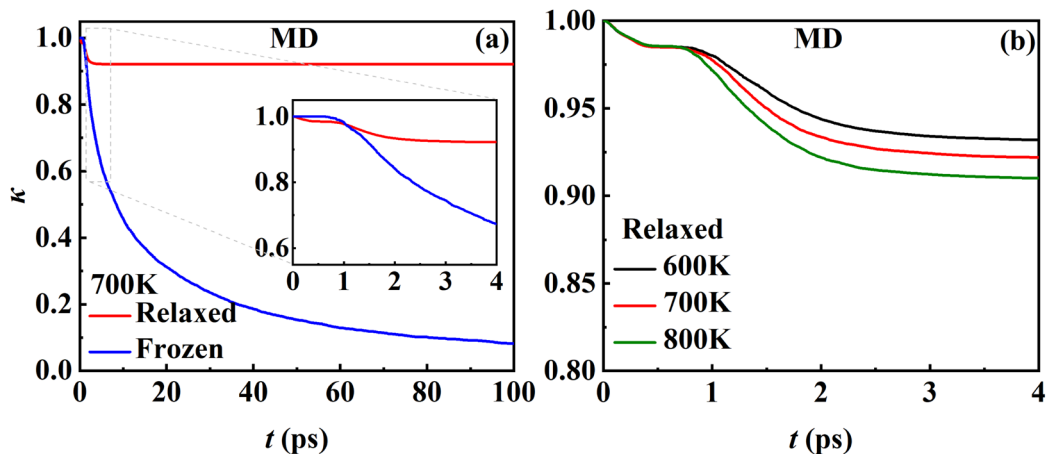 MD
(a)
1.0
0.8
0.6
0.4
0.2
0.0
κ
1.0
0.8
0.6
0 1 2 3 4
700K
Relaxed
Frozen
0 20 40 60 80 100
t (ps)
MD
(b)
1.00
0.95
0.90
0.85
0.80
Relaxed
600K
700K
800K
0 1 2 3 4
t (ps)